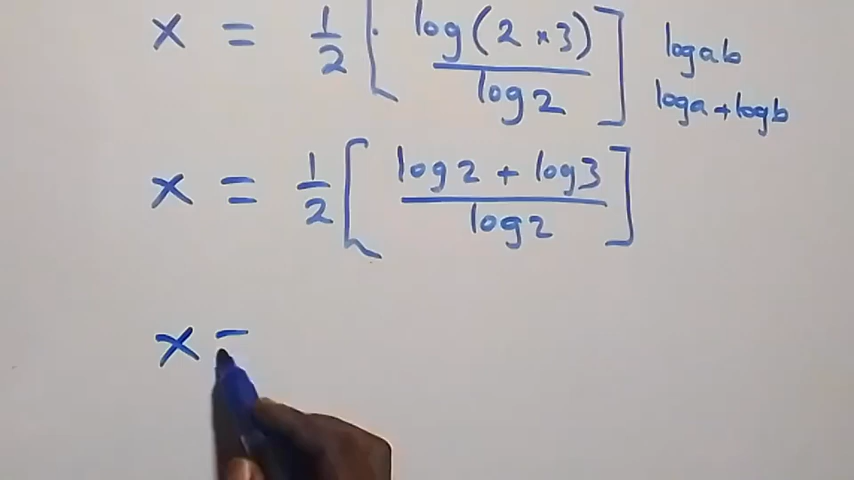 x = 1/2 [ log(2 × 3) / log 2 ]
log ab
log a + log b
x = 1/2 [ log 2 + log 3 / log 2 ]
x =